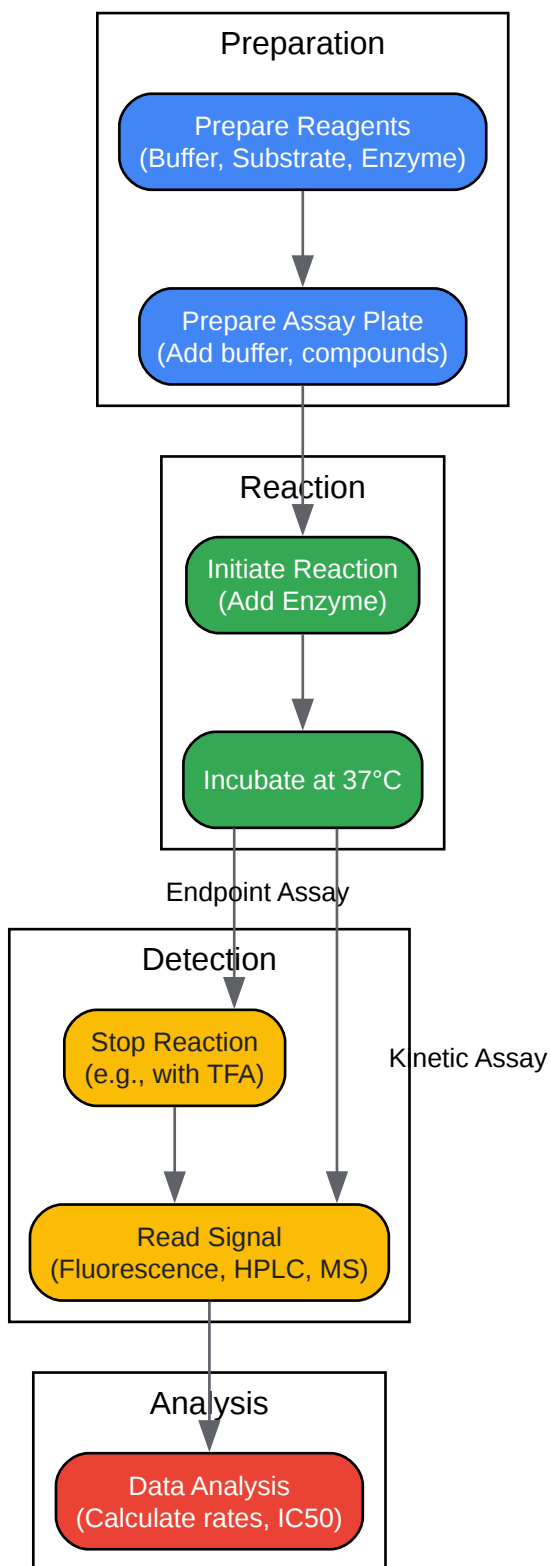 Preparation
Prepare Reagents
(Buffer, Substrate, Enzyme)
Prepare Assay Plate
(Add buffer, compounds)
Reaction
Initiate Reaction
(Add Enzyme)
Incubate at 37°C
Endpoint Assay
Detection
Stop Reaction
(e.g., with TFA)
Kinetic Assay
Read Signal
(Fluorescence, HPLC, MS)
Analysis
Data Analysis
(Calculate rates, IC50)